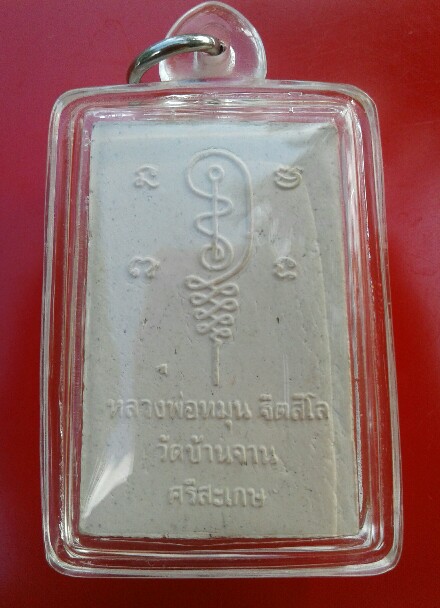 หลวงพ่อหมุน ฐิตสีโล
วัดบ้านจาน
ศรีสะเกษ